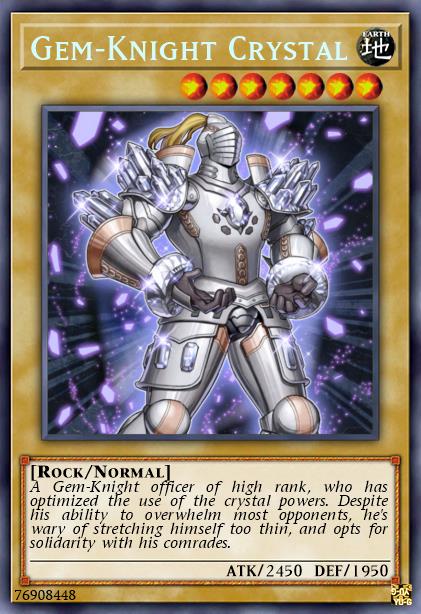 Gem-Knight Crystal
EARTH
地
[Rock/Normal]
A Gem-Knight officer of high rank, who has
optimized the use of the crystal powers. Despite
his ability to overwhelm most opponents, he's
wary of stretching himself too thin, and opts for
solidarity with his comrades.
ATK/2450 DEF/1950
76908448